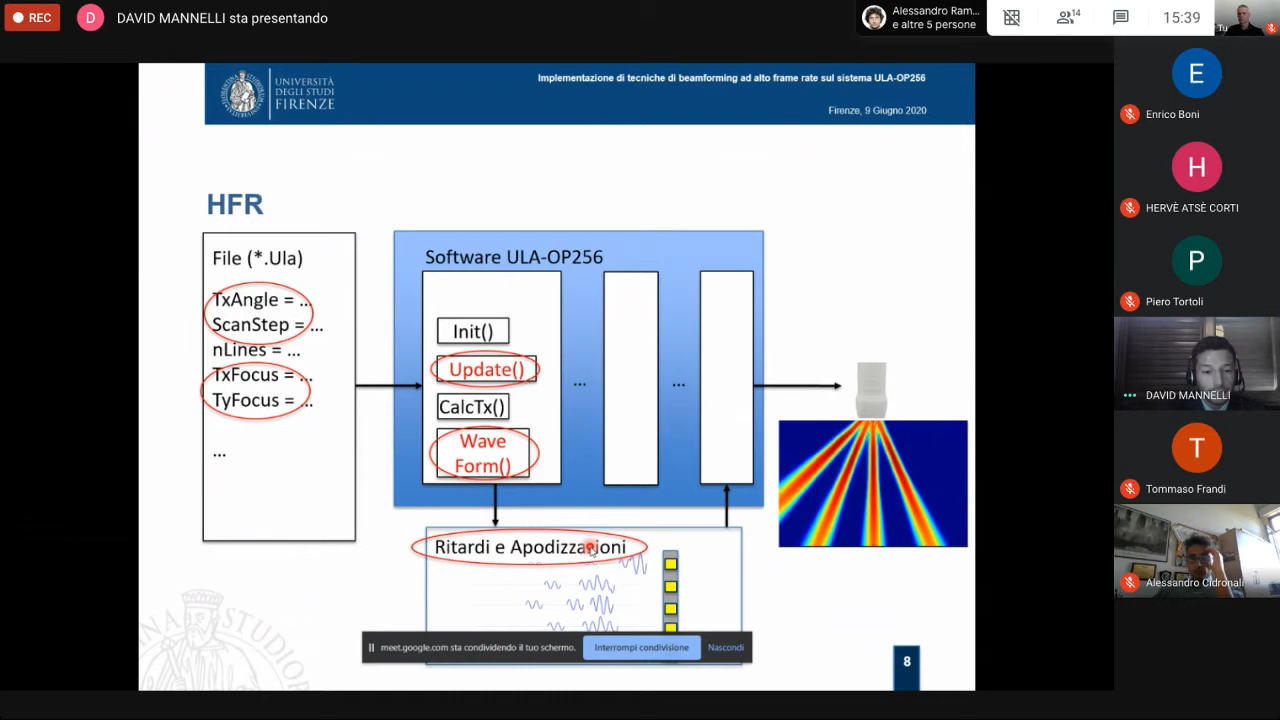 REC
D
DAVID MANNELLI sta presentando
Alessandro Ram...
e altre 5 persone
14
15:39
Tu
UNIVERSITÀ
DEGLI STUDI
FIRENZE
Implementazione di tecniche di beamforming ad alto frame rate sul sistema ULA-OP256
Firenze, 9 Giugno 2020
HFR
File (*.Ula)
TxAngle = ...
ScanStep = ...
nLines = ...
TxFocus = ...
TyFocus = ...
...
Software ULA-OP256
Init()
Update()
CalcTx()
Wave
Form()
...
...
Ritardi e Apodizzazioni
meet.google.com sta condividendo il tuo schermo.
Interrompi condivisione
Nascondi
8
E
Enrico Boni
H
HERVÈ ATSÈ CORTI
P
Piero Tortoli
DAVID MANNELLI
T
Tommaso Frandi
Alessandro Cidronali